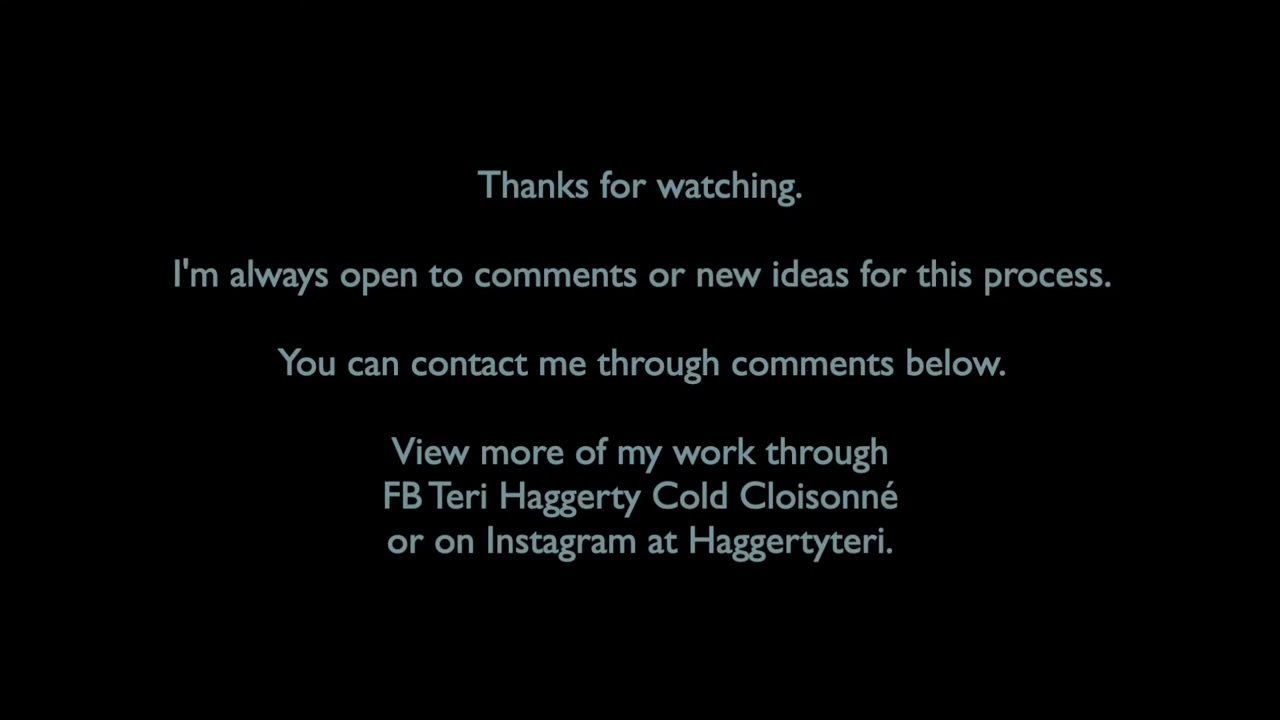 Thanks for watching.
I'm always open to comments or new ideas for this process.
You can contact me through comments below.
View more of my work through
FB Teri Haggerty Cold Cloisonné
or on Instagram at Haggertyteri.